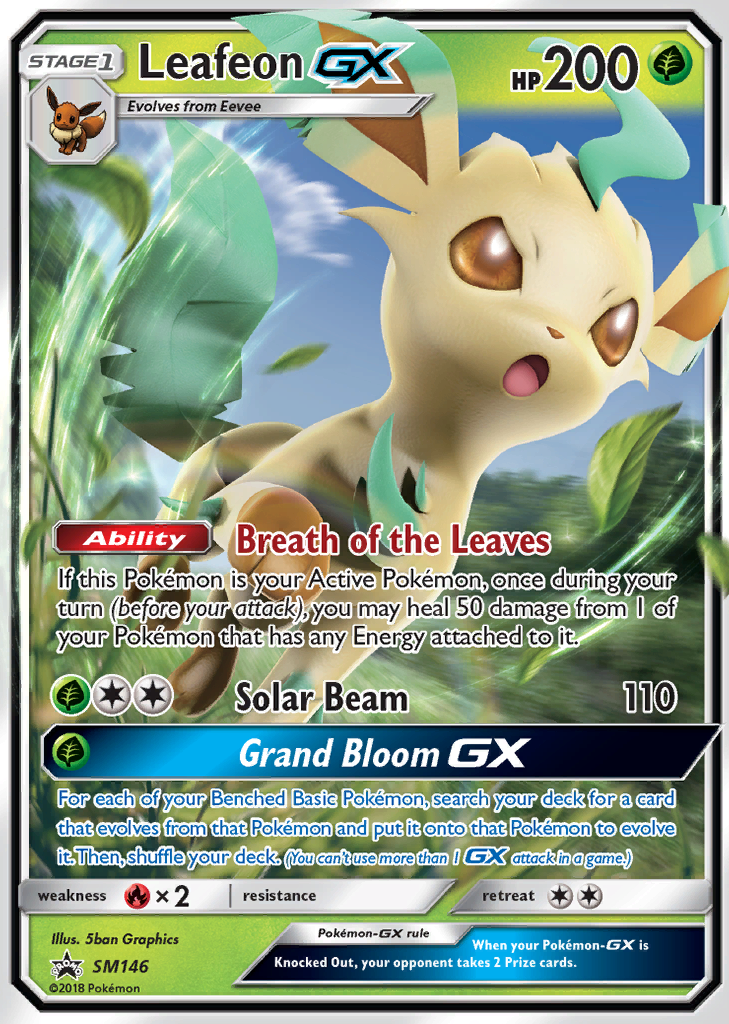 STAGE1 Leafeon GX HP200
Evolves from Eevee
Ability Breath of the Leaves
If this Pokémon is your Active Pokémon, once during your
turn (before your attack), you may heal 50 damage from 1 of
your Pokémon that has any Energy attached to it.
Solar Beam 110
Grand Bloom GX
For each of your Benched Basic Pokémon, search your deck for a card
that evolves from that Pokémon and put it onto that Pokémon to evolve
it. Then, shuffle your deck. (You can't use more than 1 GX attack in a game.)
weakness ×2 resistance retreat
Illus. 5ban Graphics
PROMO SM146
©2018 Pokémon
Pokémon-GX rule
When your Pokémon-GX is
Knocked Out, your opponent takes 2 Prize cards.